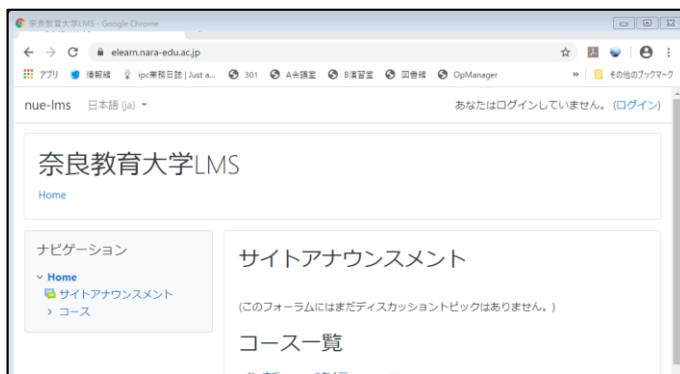 奈良教育大学LMS - Google Chrome
elearn.nara-edu.ac.jp
アプリ 情報館 ipc業務日誌 | Just a... 301 A会議室 B演習室 図書館 OpManager » その他のブックマーク
nue-lms 日本語 (ja) あなたはログインしていません。 (ログイン)
奈良教育大学LMS
Home
ナビゲーション
Home
サイトアナウンスメント
コース
サイトアナウンスメント
(このフォーラムにはまだディスカッショントピックはありません。)
コース一覧